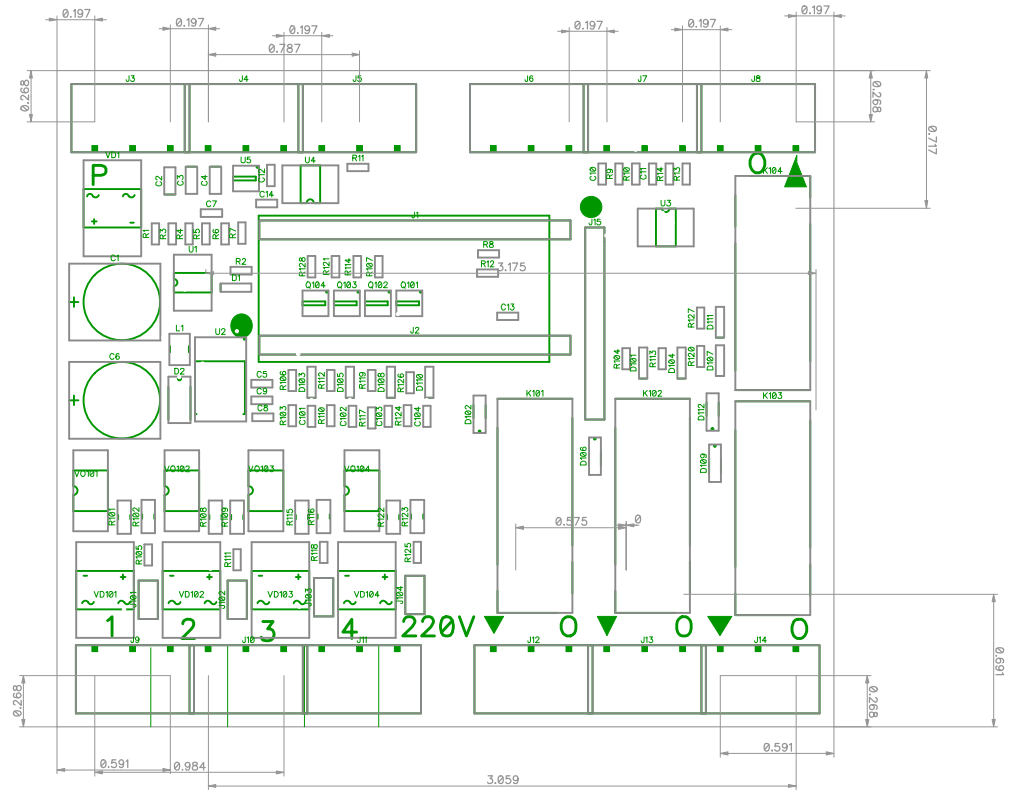 0.197 0.197
0.197 0.197 0.197
0.197
0.787
J3 J4 J5 J6 J7 J8
0.268 0.268
0.717
VD1 U5 U4 R11 O K104
P C2 C3 C4 C12 C10 R9 R10 C11 R14 R13
C14
C7 J1 U3
R1 R3 R4 R5 R6 R7 J15
U1 R8
C1 R2 R128 R121 R114 R107 R12 3.175
D1 Q104 Q103 Q102 Q101
C13
R127 D111
L1 U2 J2
C6 R104 D101 R113 D104 R120 D107
D2 C5 R106 D103 R112 D105 R119 D108 R126 D110
C9 K101 K102 K103
C8 R103 C101 R110 C102 R117 C103 R124 C104 D102 D112
D106 D109
VO101 VO102 VO103 VO104
R101 R102 R108 R109 R115 R116 R122 R123
0.575 0
R105 R111 R118 R125
VD101 J101 VD102 J102 VD103 J103 VD104 J104
1 2 3 4 220V O O O
J9 J10 J11 J12 J13 J14
0.691
0.268 0.268
0.591 0.984 0.591
3.059